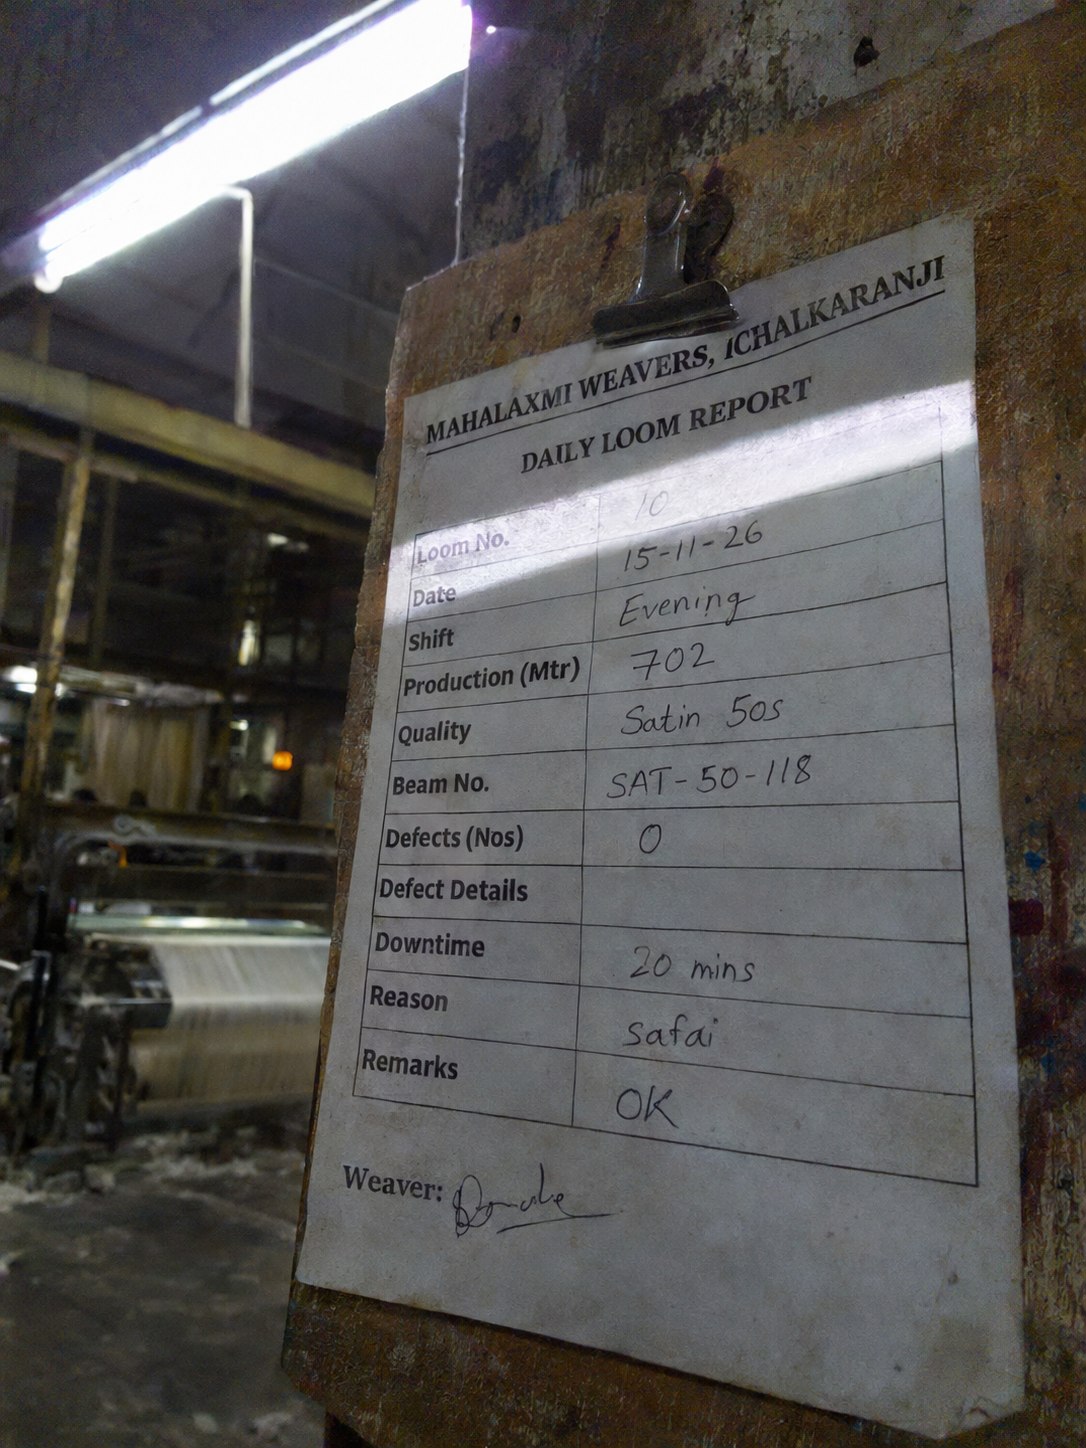 MAHALAXMI WEAVERS, ICHALKARANJI
DAILY LOOM REPORT
Loom No. 10
Date 15-11-26
Shift Evening
Production (Mtr) 702
Quality Satin 50s
Beam No. SAT-50-118
Defects (Nos) 0
Defect Details
Downtime 20 mins
Reason safai
Remarks OK
Weaver: